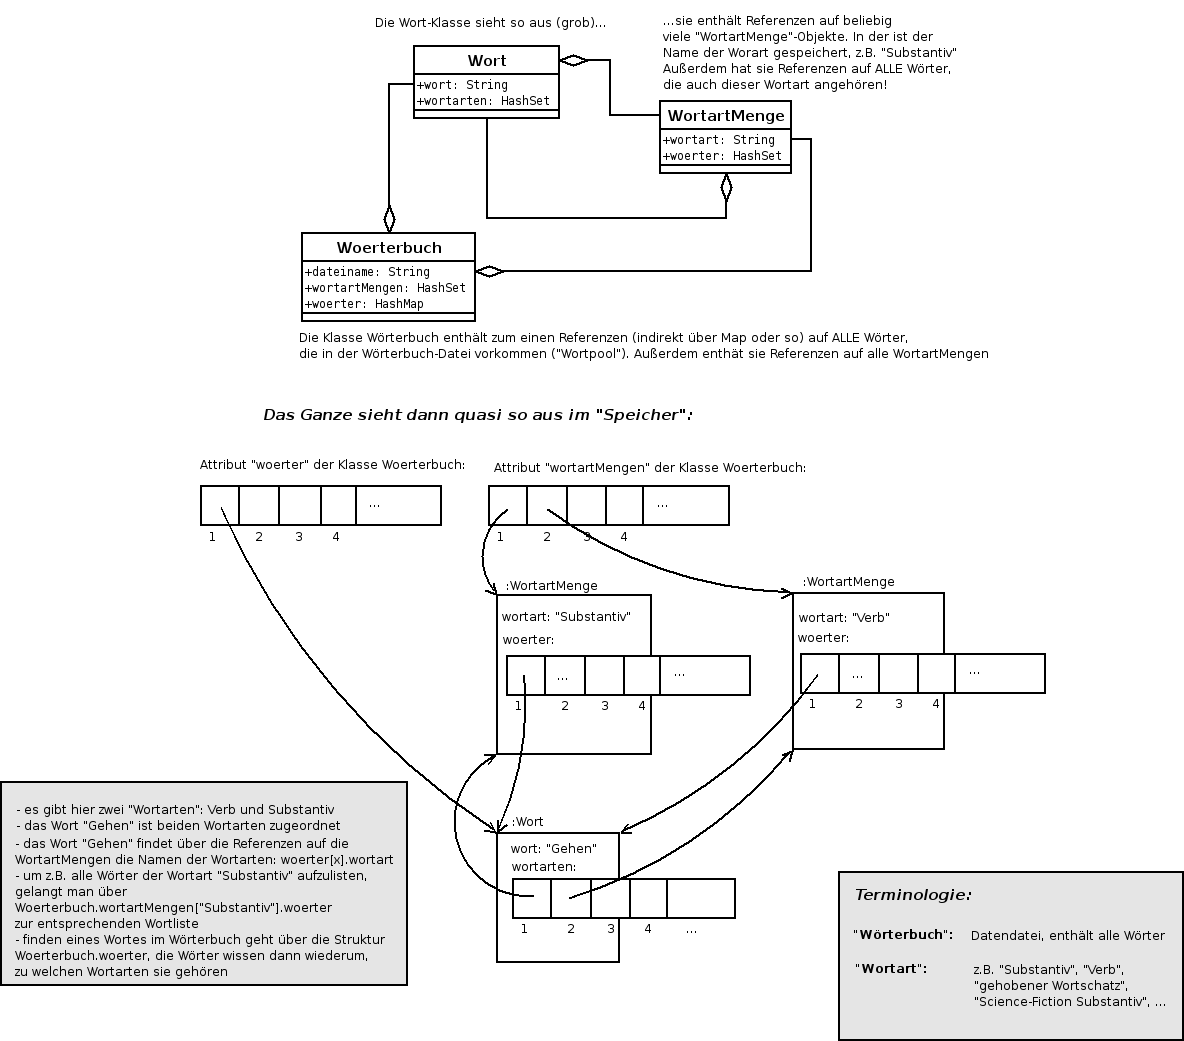 Die Wort-Klasse sieht so aus (grob)...
...sie enthält Referenzen auf beliebig
viele "WortartMenge"-Objekte. In der ist der
Name der Worart gespeichert, z.B. "Substantiv"
Außerdem hat sie Referenzen auf ALLE Wörter,
die auch dieser Wortart angehören!
Wort
+wort: String
+wortarten: HashSet
WortartMenge
+wortart: String
+woerter: HashSet
Woerterbuch
+dateiname: String
+wortartMengen: HashSet
+woerter: HashMap
Die Klasse Wörterbuch enthält zum einen Referenzen (indirekt über Map oder so) auf ALLE Wörter,
die in der Wörterbuch-Datei vorkommen ("Wortpool"). Außerdem enthät sie Referenzen auf alle WortartMengen
Das Ganze sieht dann quasi so aus im "Speicher":
Attribut "woerter" der Klasse Woerterbuch:
...
1 2 3 4
Attribut "wortartMengen" der Klasse Woerterbuch:
...
1 2 3 4
:WortartMenge
wortart: "Substantiv"
woerter:
... ...
1 2 3 4
:WortartMenge
wortart: "Verb"
woerter:
... ...
1 2 3 4
:Wort
wort: "Gehen"
wortarten:
1 2 3 4 ...
- es gibt hier zwei "Wortarten": Verb und Substantiv
- das Wort "Gehen" ist beiden Wortarten zugeordnet
- das Wort "Gehen" findet über die Referenzen auf die
WortartMengen die Namen der Wortarten: woerter[x].wortart
- um z.B. alle Wörter der Wortart "Substantiv" aufzulisten,
gelangt man über
Woerterbuch.wortartMengen["Substantiv"].woerter
zur entsprechenden Wortliste
- finden eines Wortes im Wörterbuch geht über die Struktur
Woerterbuch.woerter, die Wörter wissen dann wiederum,
zu welchen Wortarten sie gehören
Terminologie:
"Wörterbuch": Datendatei, enthält alle Wörter
"Wortart": z.B. "Substantiv", "Verb",
"gehobener Wortschatz",
"Science-Fiction Substantiv", ...